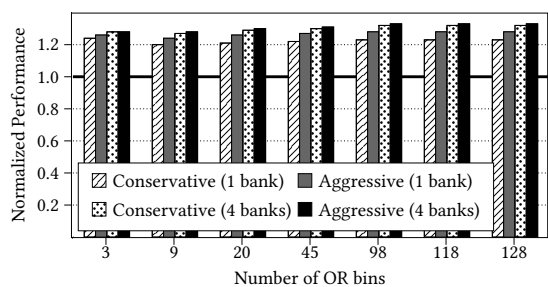 Normalized Performance
1.2
1.0
0.8
0.6
0.4
0.2
Conservative (1 bank) Aggressive (1 bank)
Conservative (4 banks) Aggressive (4 banks)
3 9 20 45 98 118 128
Number of OR bins